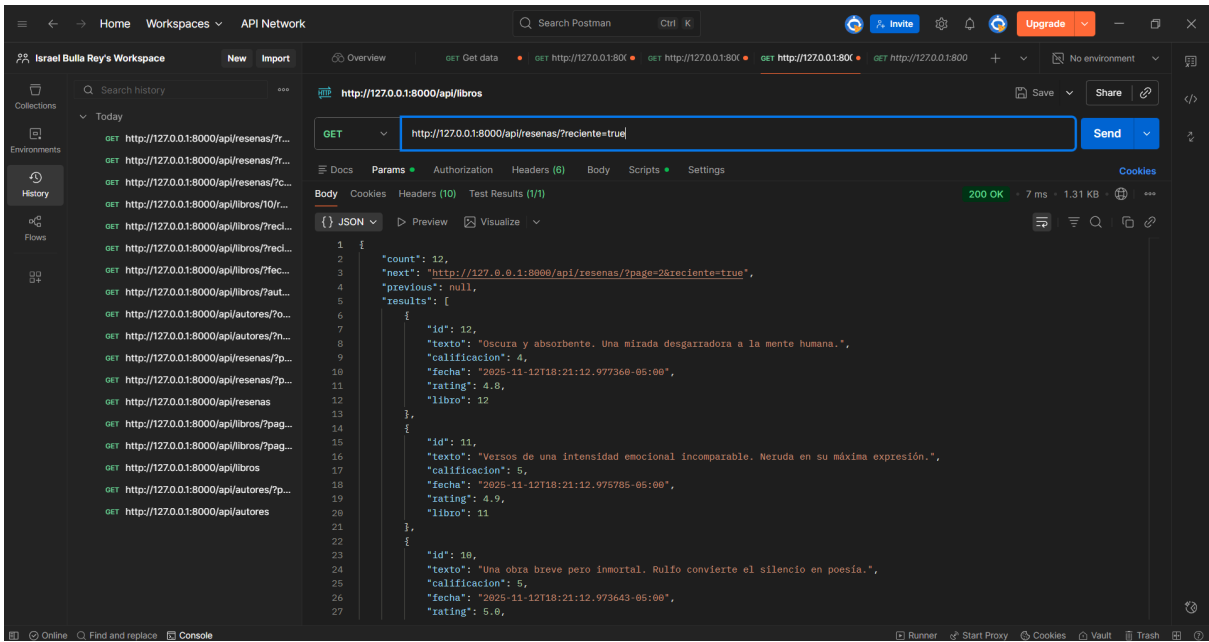 Home Workspaces API Network Search Postman Ctrl K Invite Upgrade
Israel Bulla Rey's Workspace New Import Overview GET Get data GET http://127.0.0.1:80( GET http://127.0.0.1:80( GET http://127.0.0.1:80( GET http://127.0.0.1:800 No environment
Collections
Environments
History
Flows
Search history
Today
GET http://127.0.0.1:8000/api/resenas/?r...
GET http://127.0.0.1:8000/api/resenas/?r...
GET http://127.0.0.1:8000/api/resenas/?c...
GET http://127.0.0.1:8000/api/libros/10/r...
GET http://127.0.0.1:8000/api/libros/?reci...
GET http://127.0.0.1:8000/api/libros/?reci...
GET http://127.0.0.1:8000/api/libros/?fec...
GET http://127.0.0.1:8000/api/libros/?aut...
GET http://127.0.0.1:8000/api/autores/?o...
GET http://127.0.0.1:8000/api/autores/?n...
GET http://127.0.0.1:8000/api/resenas/?p...
GET http://127.0.0.1:8000/api/resenas/?p...
GET http://127.0.0.1:8000/api/resenas
GET http://127.0.0.1:8000/api/libros/?pag...
GET http://127.0.0.1:8000/api/libros/?pag...
GET http://127.0.0.1:8000/api/libros
GET http://127.0.0.1:8000/api/autores/?p...
GET http://127.0.0.1:8000/api/autores
HTTP http://127.0.0.1:8000/api/libros Save Share
GET http://127.0.0.1:8000/api/resenas/?reciente=true Send
Docs Params Authorization Headers (6) Body Scripts Settings Cookies
Body Cookies Headers (10) Test Results (1/1) 200 OK 7 ms 1.31 KB
{} JSON Preview Visualize
1 {
2 "count": 12,
3 "next": "http://127.0.0.1:8000/api/resenas/?page=2&reciente=true",
4 "previous": null,
5 "results": [
6 {
7 "id": 12,
8 "texto": "Oscura y absorbente. Una mirada desgarradora a la mente humana.",
9 "calificacion": 4,
10 "fecha": "2025-11-12T18:21:12.977360-05:00",
11 "rating": 4.8,
12 "libro": 12
13 },
14 {
15 "id": 11,
16 "texto": "Versos de una intensidad emocional incomparable. Neruda en su máxima expresión.",
17 "calificacion": 5,
18 "fecha": "2025-11-12T18:21:12.975785-05:00",
19 "rating": 4.9,
20 "libro": 11
21 },
22 {
23 "id": 10,
24 "texto": "Una obra breve pero inmortal. Rulfo convierte el silencio en poesía.",
25 "calificacion": 5,
26 "fecha": "2025-11-12T18:21:12.973643-05:00",
27 "rating": 5.0,
Online Find and replace Console Runner Start Proxy Cookies Vault Trash